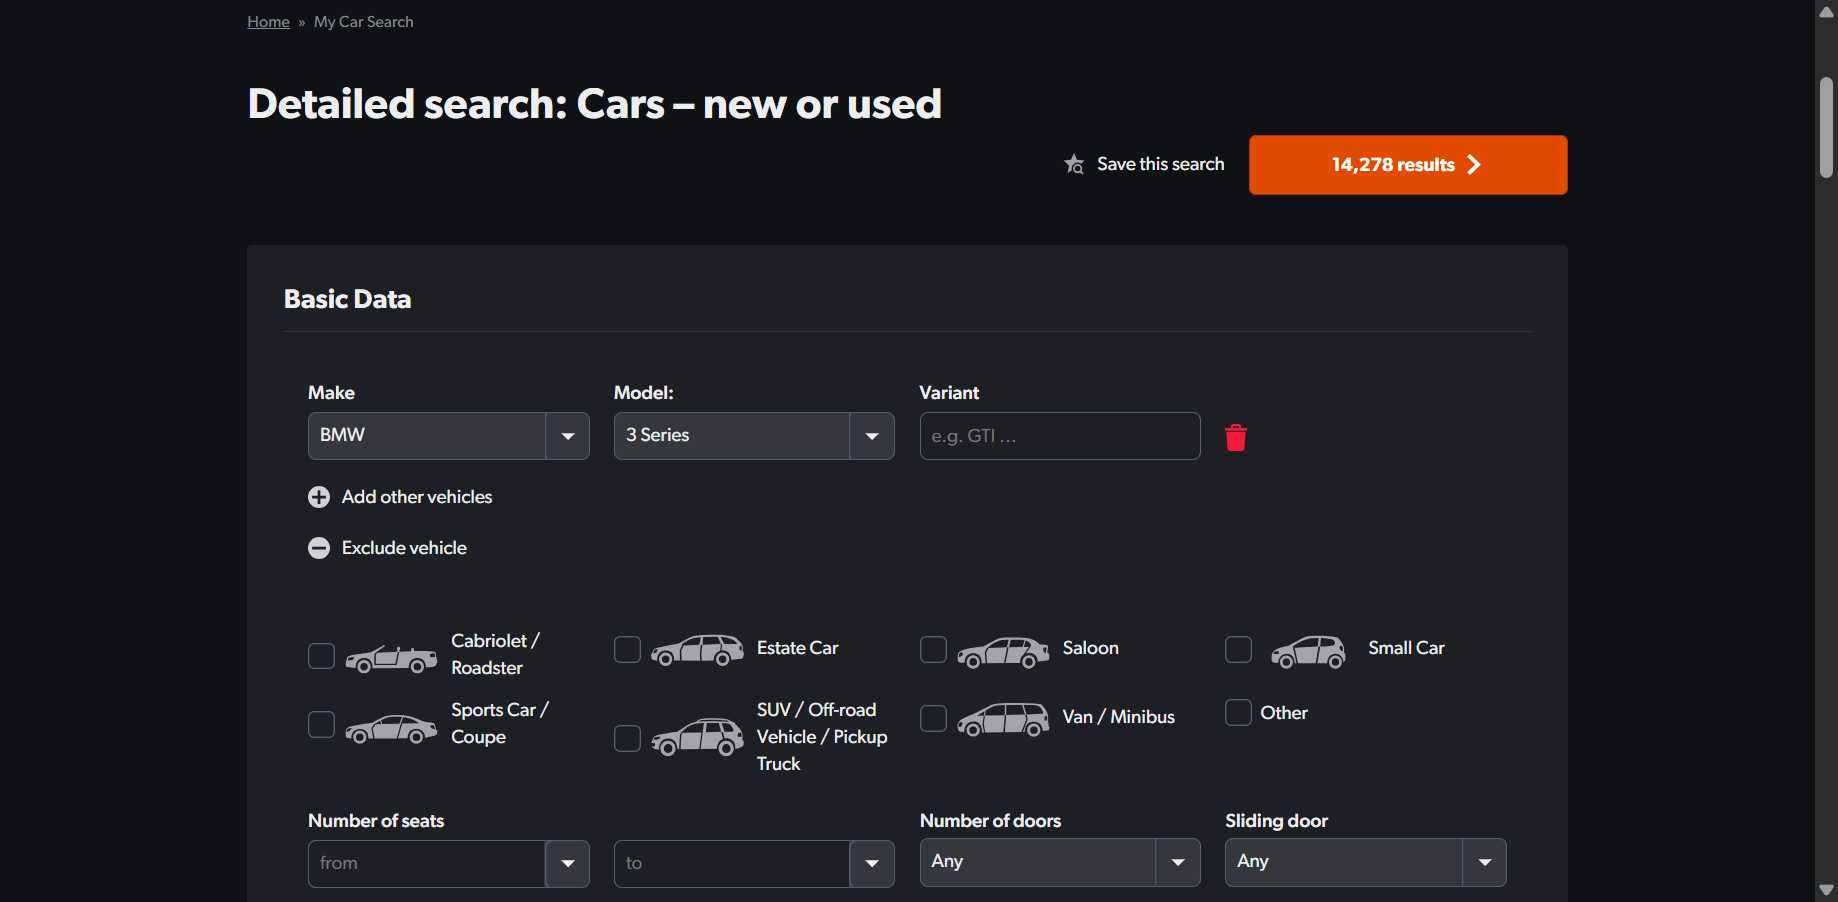 Home » My Car Search
Detailed search: Cars – new or used
Save this search
14,278 results
Basic Data
Make
Model:
Variant
BMW
3 Series
e.g. GTI ...
Add other vehicles
Exclude vehicle
Cabriolet /
Roadster
Estate Car
Saloon
Small Car
Sports Car /
Coupe
SUV / Off-road
Vehicle / Pickup
Truck
Van / Minibus
Other
Number of seats
Number of doors
Sliding door
from
to
Any
Any